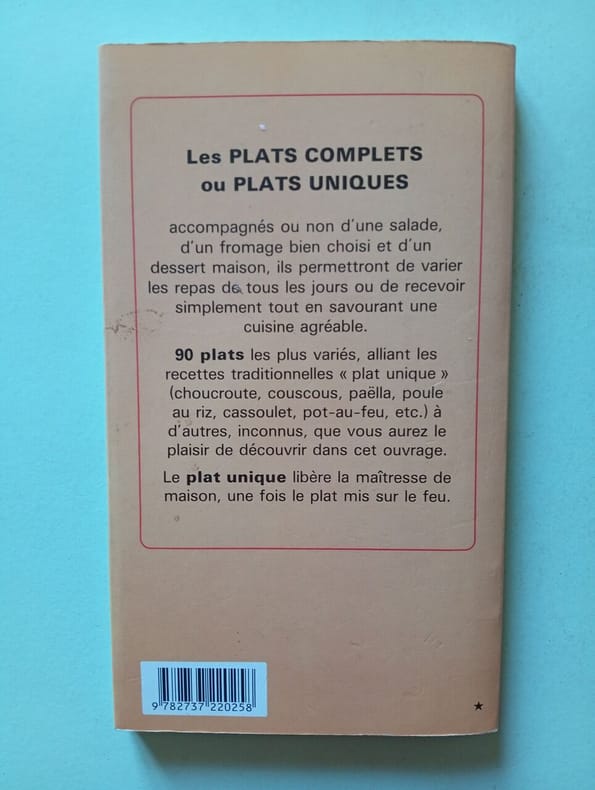 Les PLATS COMPLETS
ou PLATS UNIQUES
accompagnés ou non d'une salade,
d'un fromage bien choisi et d'un
dessert maison, ils permettront de varier
les repas de tous les jours ou de recevoir
simplement tout en savourant une
cuisine agréable.
90 plats les plus variés, alliant les
recettes traditionnelles « plat unique »
(choucroute, couscous, paëlla, poule
au riz, cassoulet, pot-au-feu, etc.) à
d'autres, inconnus, que vous aurez le
plaisir de découvrir dans cet ouvrage.
Le plat unique libère la maîtresse de
maison, une fois le plat mis sur le feu.
9 782737 220258